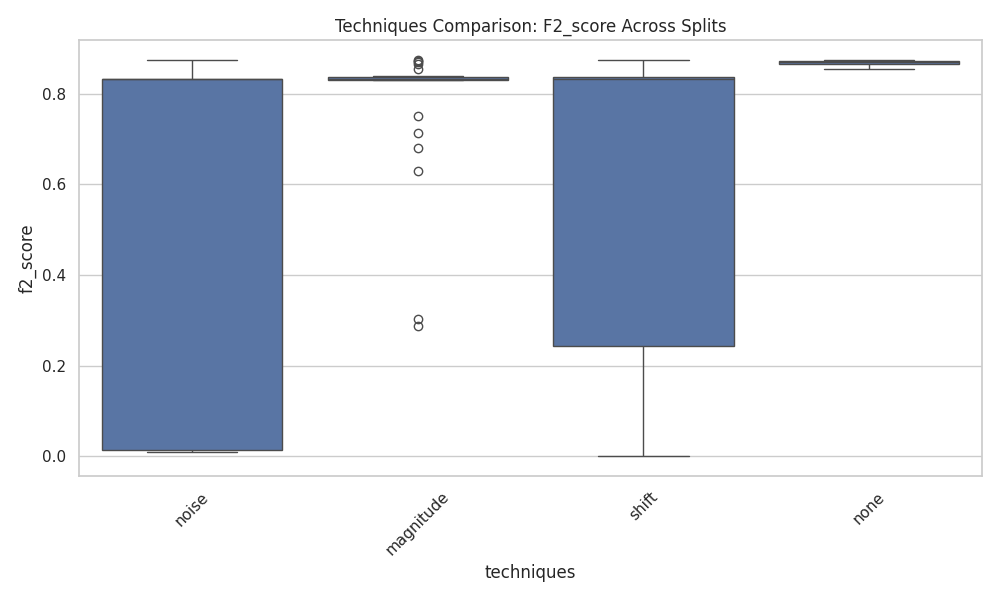 Techniques Comparison: F2_score Across Splits
f2_score
0.8
0.6
0.4
0.2
0.0
noise
magnitude
shift
none
techniques